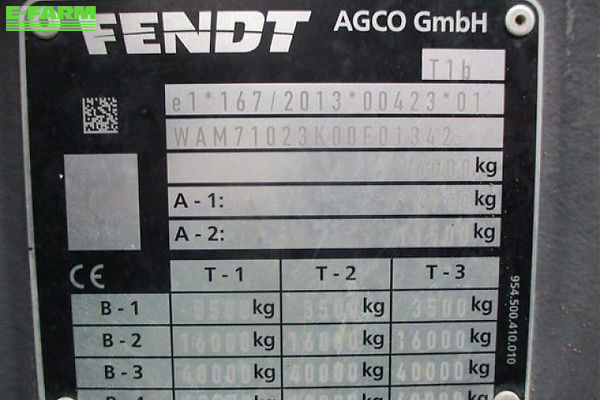 E-FARM
FENDT AGCO GmbH
T1b
e1*167/2013*00423*01
WAM71023K00F01342
kg
A - 1: kg
A - 2: kg
T - 1 T - 2 T - 3
B - 1 3500 kg 3500 kg 3500 kg
B - 2 16000 kg 16000 kg 16000 kg
B - 3 40000 kg 40000 kg 40000 kg
CE
954.500.410.010